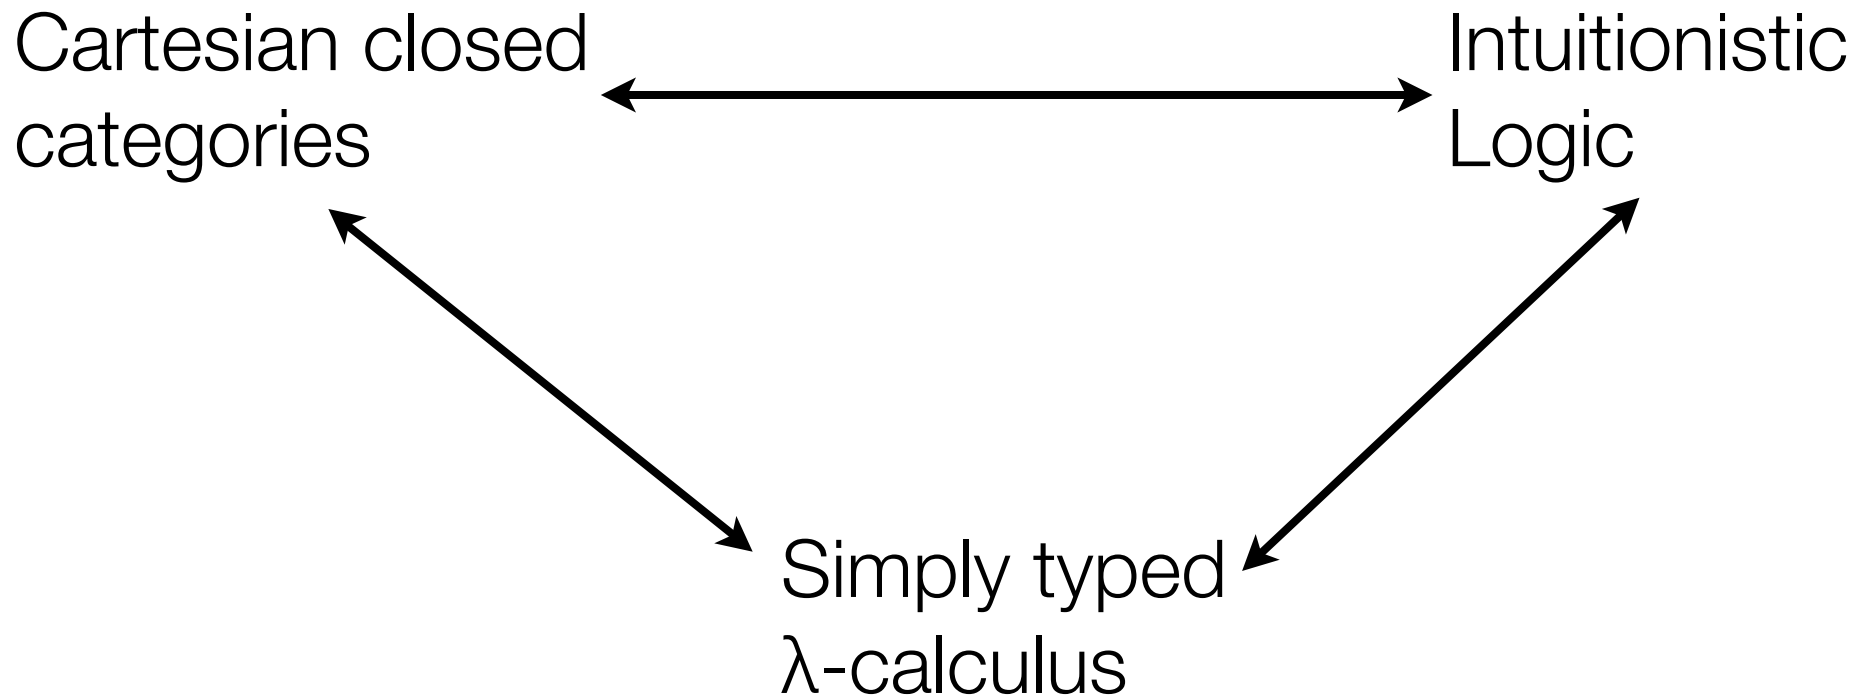 Cartesian closed
categories
Intuitionistic
Logic
Simply typed
λ-calculus